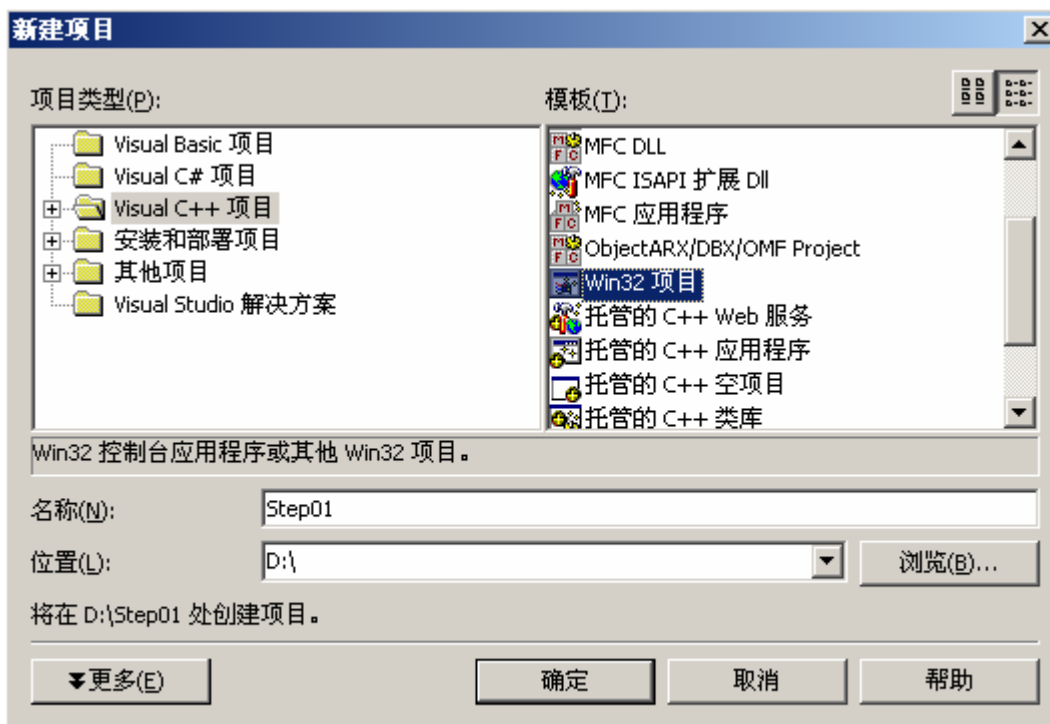 新建项目
项目类型(P):
模板(T):
Visual Basic 项目
Visual C# 项目
Visual C++ 项目
安装和部署项目
其他项目
Visual Studio 解决方案
MFC DLL
MFC ISAPI 扩展 Dll
MFC 应用程序
ObjectARX/DBX/OMF Project
Win32 项目
托管的 C++ Web 服务
托管的 C++ 应用程序
托管的 C++ 空项目
托管的 C++ 类库
Win32 控制台应用程序或其他 Win32 项目。
名称(N):
Step01
位置(L):
D:\
浏览(B)...
将在 D:\Step01 处创建项目。
更多(E)
确定
取消
帮助